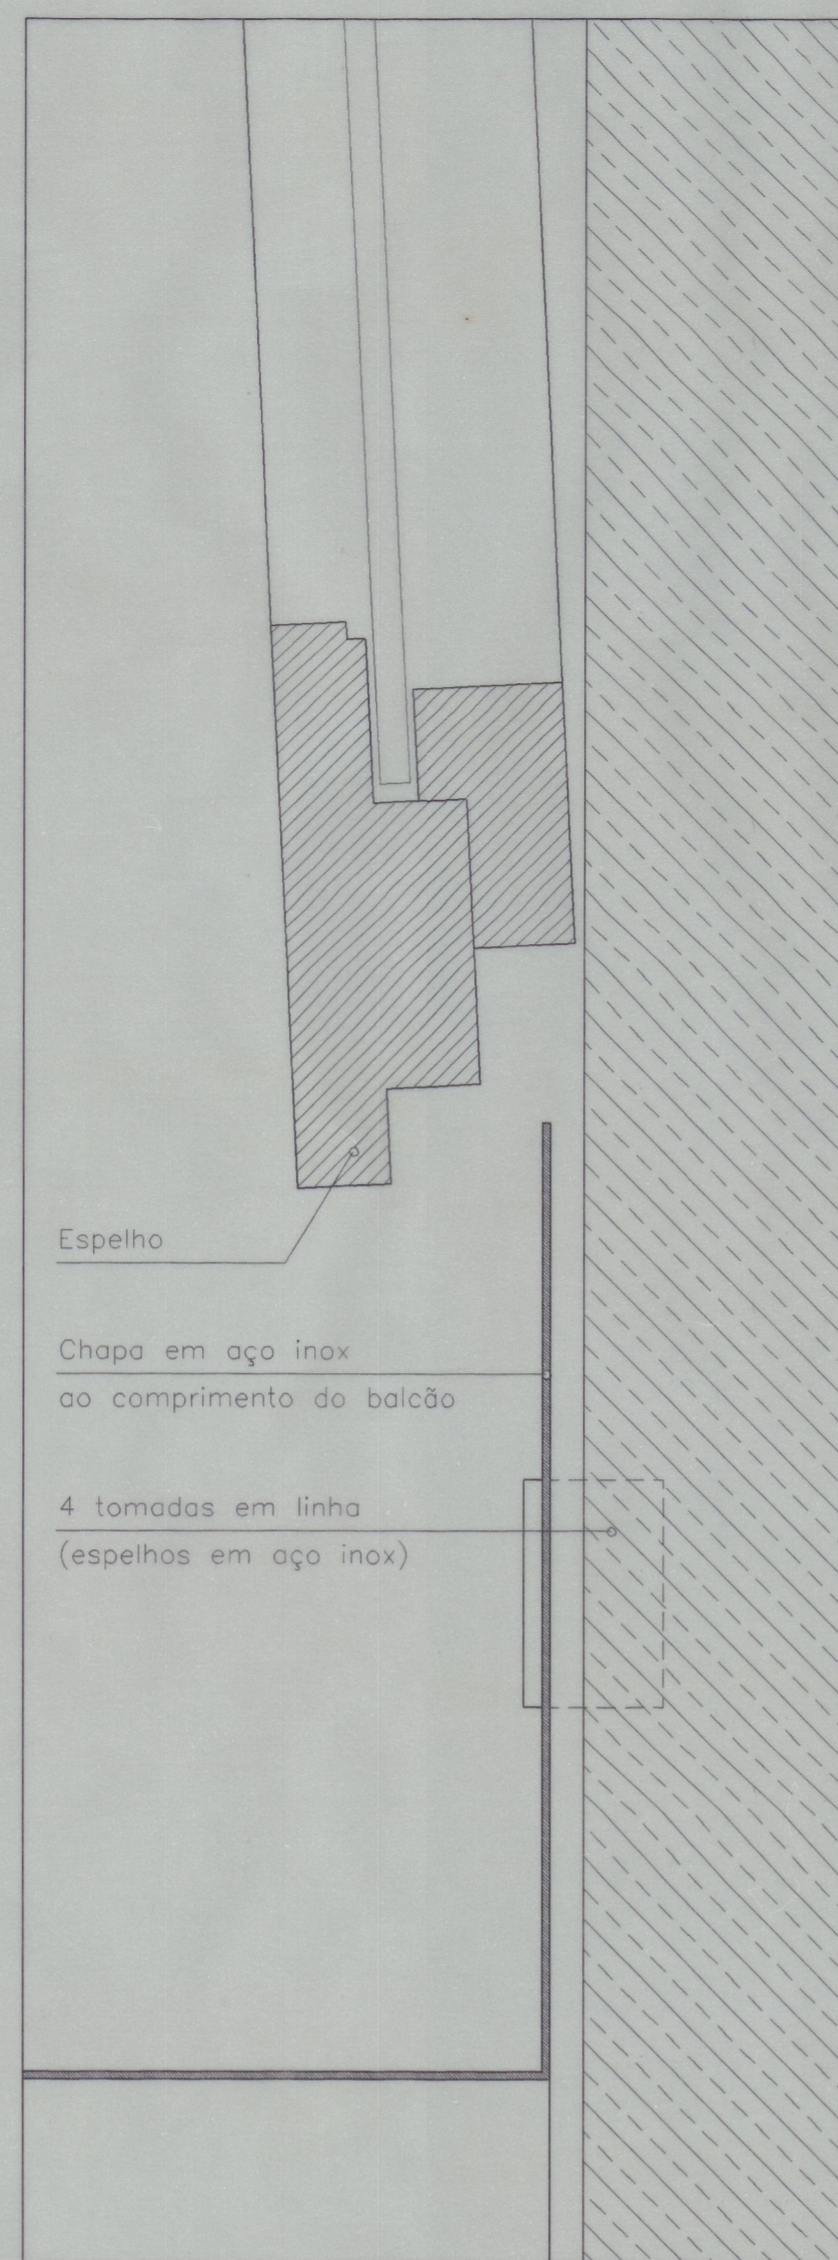 Espelho
Chapa em aço inox
ao comprimento do balcão
4 tomadas em linha
(espelhos em aço inox)